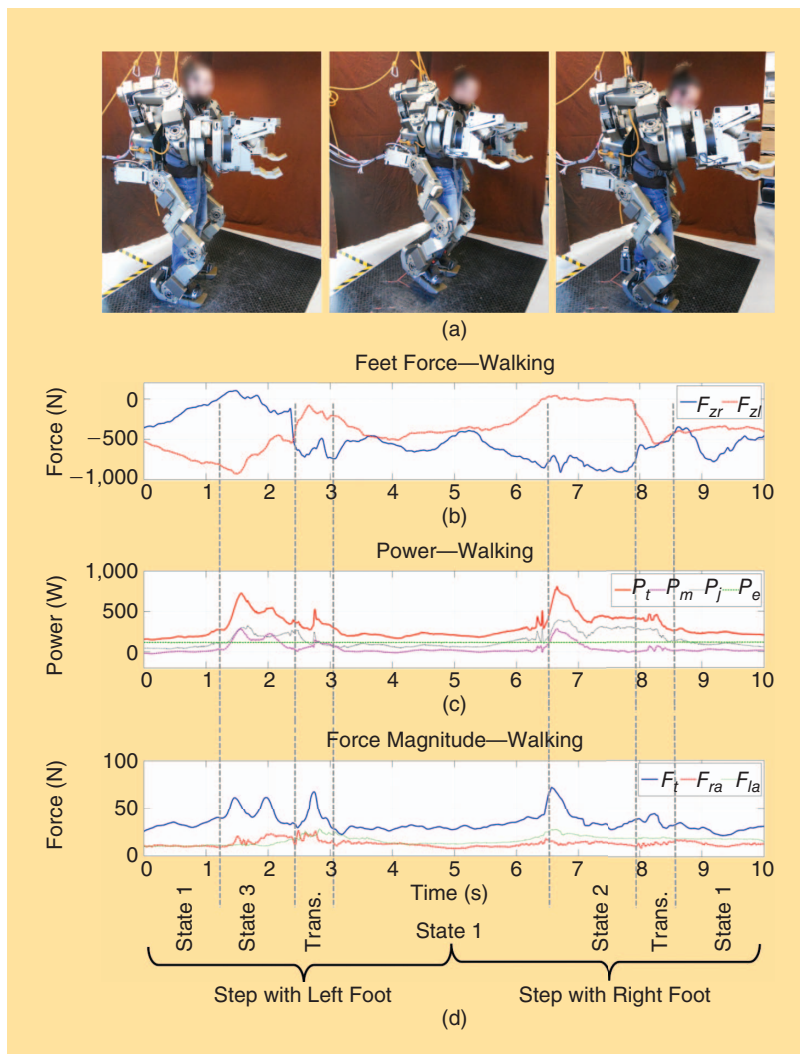 (a)
Feet Force—Walking
Force (N)
0
−500
−1,000
F_zr F_zl
0 1 2 3 4 5 6 7 8 9 10
(b)
Power—Walking
Power (W)
1,000
500
0
P_t P_m P_j P_e
0 1 2 3 4 5 6 7 8 9 10
(c)
Force Magnitude—Walking
Force (N)
100
50
0
F_t F_ra F_la
0 1 2 3 4 5 6 7 8 9 10
Time (s)
State 1
State 3
Trans.
State 1
State 2
Trans.
State 1
Step with Left Foot
Step with Right Foot
(d)